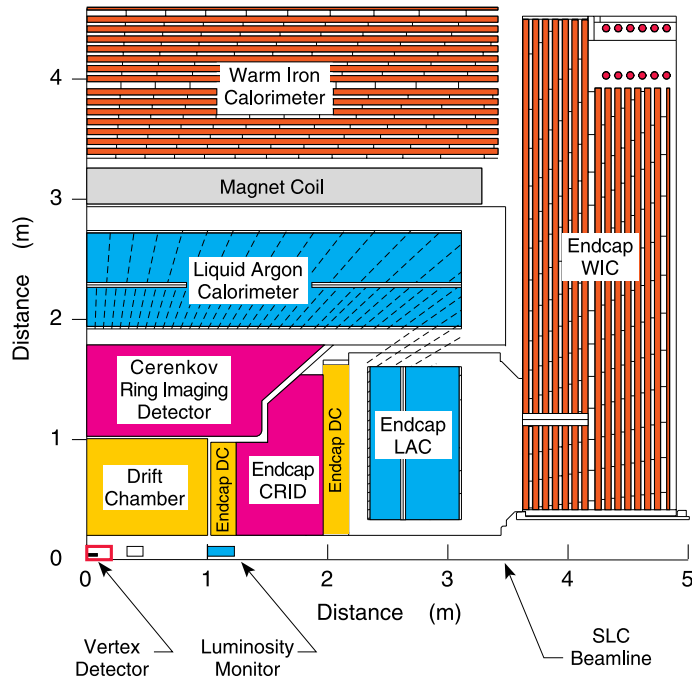 4
Warm Iron
Calorimeter
3
Magnet Coil
Distance (m)
Liquid Argon
Calorimeter
Endcap
WIC
2
Cerenkov
Ring Imaging
Detector
Endcap DC
Endcap
LAC
1
Drift
Chamber
Endcap DC
Endcap
CRID
0
0 1 2 3 4 5
Distance (m)
Vertex
Detector
Luminosity
Monitor
SLC
Beamline